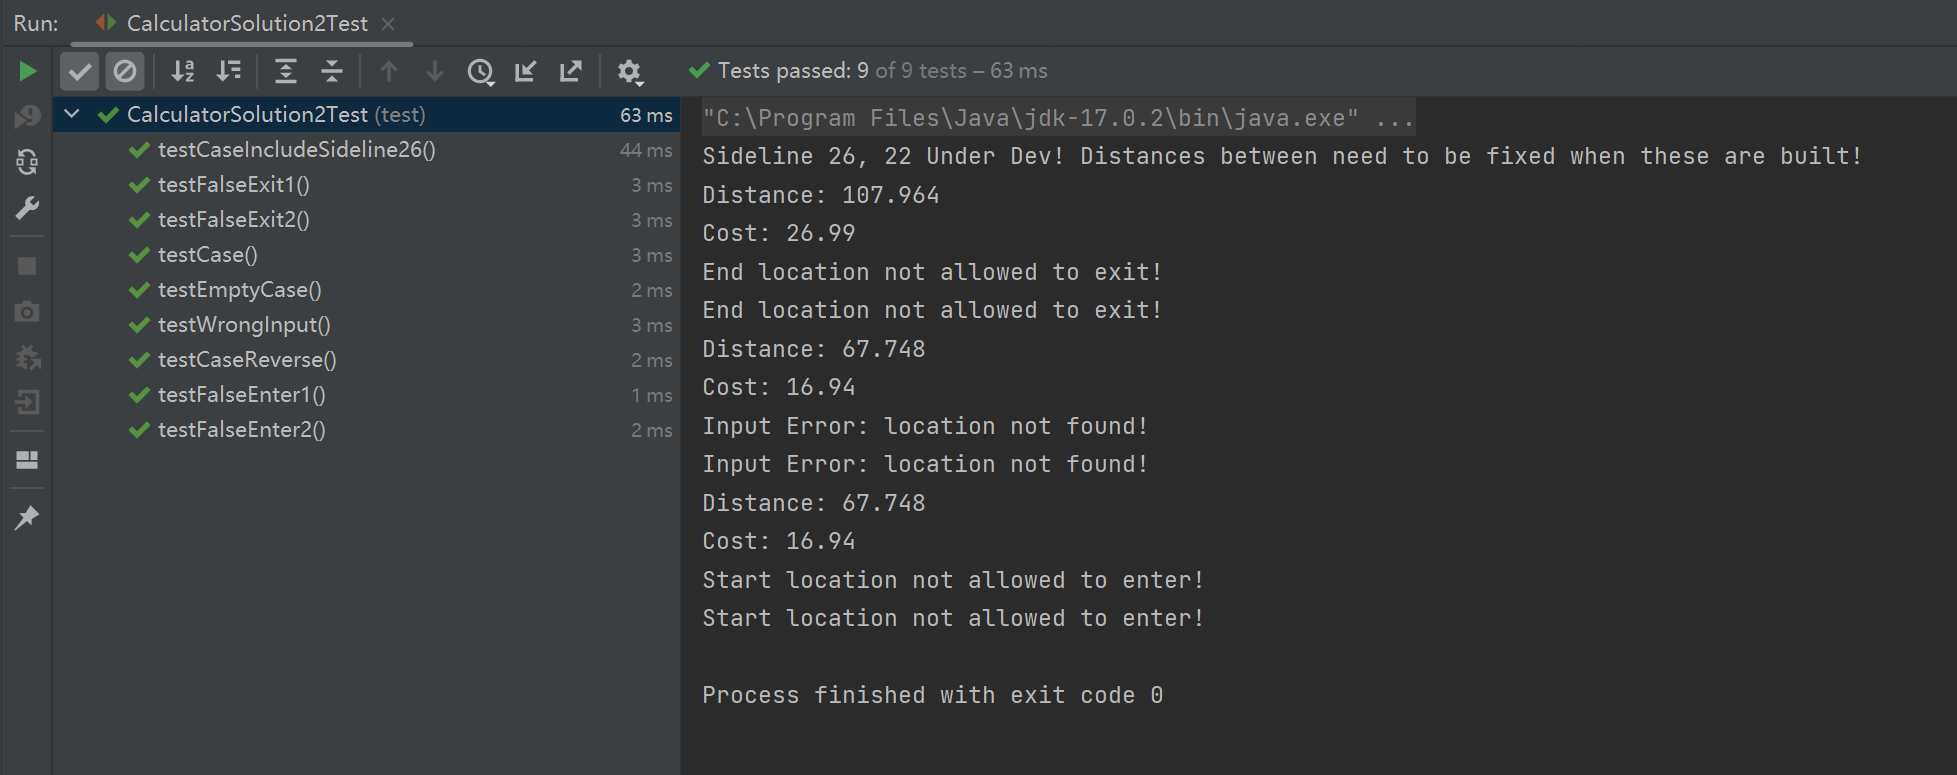 Run: CalculatorSolution2Test
Tests passed: 9 of 9 tests – 63 ms
CalculatorSolution2Test (test) 63 ms
testCaseIncludeSideline26() 44 ms
testFalseExit1() 3 ms
testFalseExit2() 3 ms
testCase() 3 ms
testEmptyCase() 2 ms
testWrongInput() 3 ms
testCaseReverse() 2 ms
testFalseEnter1() 1 ms
testFalseEnter2() 2 ms
"C:\Program Files\Java\jdk-17.0.2\bin\java.exe" ...
Sideline 26, 22 Under Dev! Distances between need to be fixed when these are built!
Distance: 107.964
Cost: 26.99
End location not allowed to exit!
End location not allowed to exit!
Distance: 67.748
Cost: 16.94
Input Error: location not found!
Input Error: location not found!
Distance: 67.748
Cost: 16.94
Start location not allowed to enter!
Start location not allowed to enter!
Process finished with exit code 0